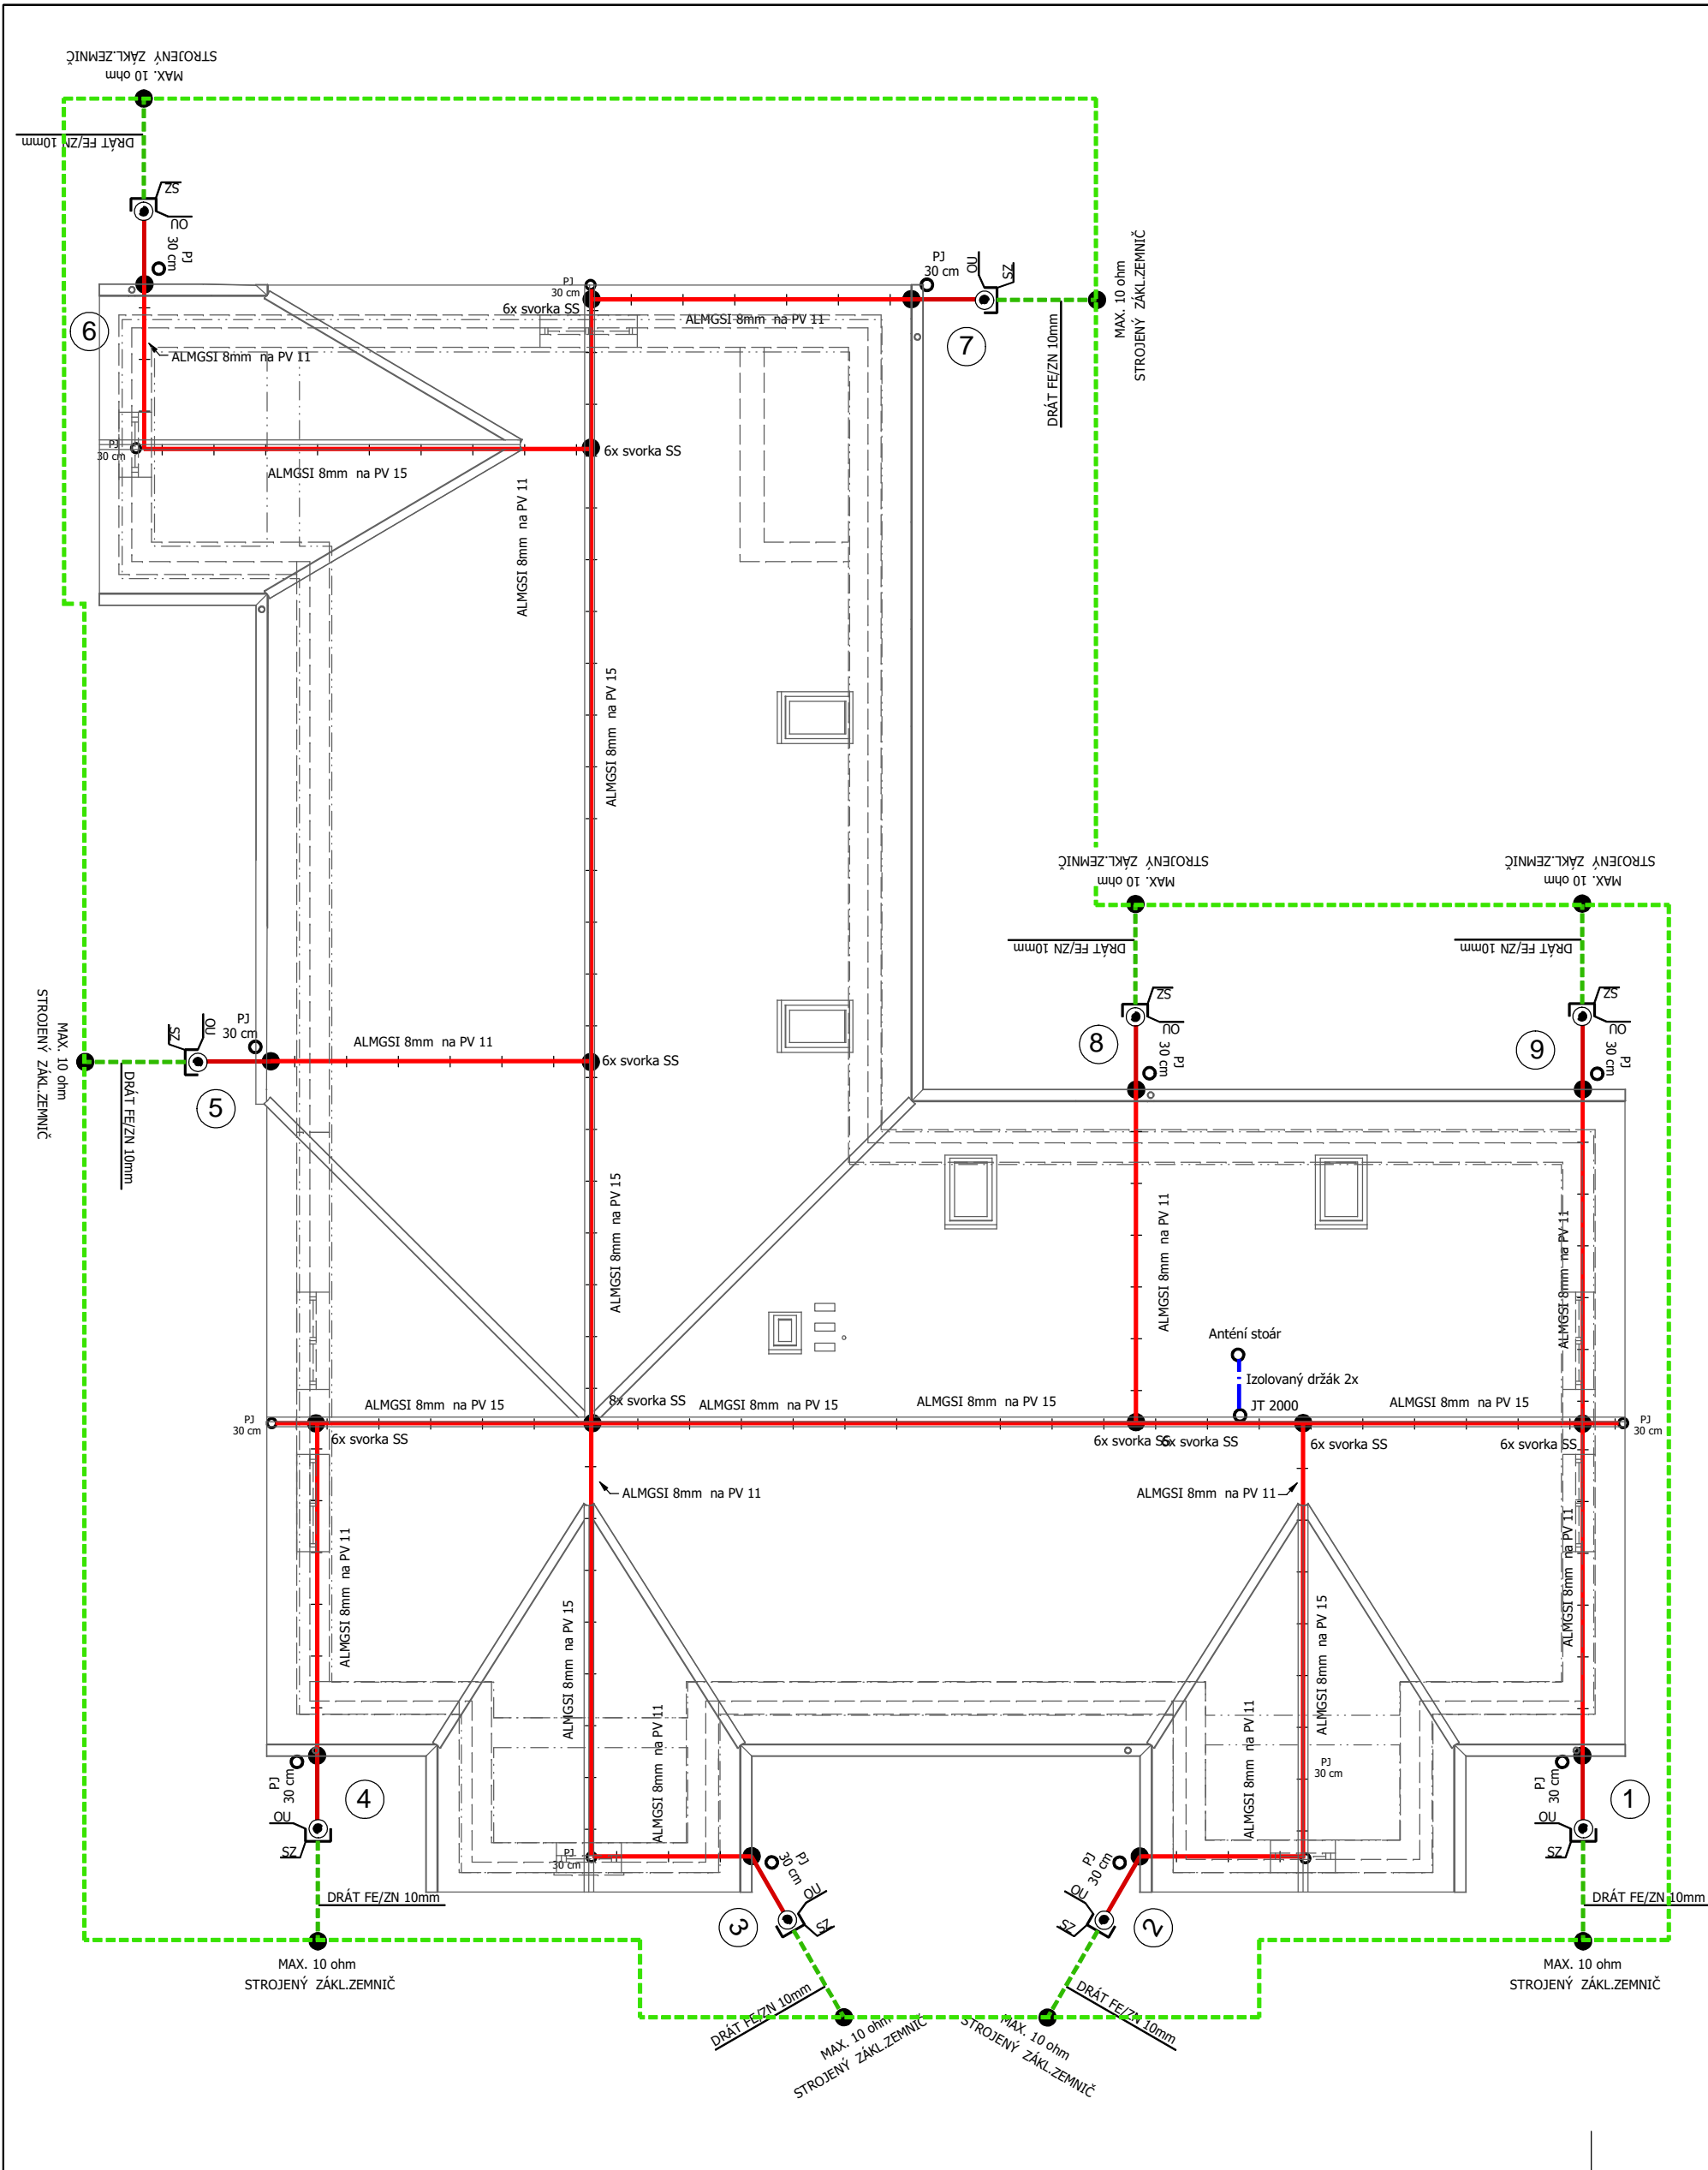 STROJENÝ ZÁKL.ZEMNIČ
MAX. 10 ohm
DRÁT FE/ZN 10mm
SZ
OU
PJ
30 cm
6
ALMGSI 8mm na PV 11
PJ
30 cm
ALMGSI 8mm na PV 15
PJ
30 cm
6x svorka SS
ALMGSI 8mm na PV 11
PJ
30 cm
OU
SZ
7
MAX. 10 ohm
STROJENÝ ZÁKL.ZEMNIČ
DRÁT FE/ZN 10mm
6x svorka SS
ALMGSI 8mm na PV 11
ALMGSI 8mm na PV 15
STROJENÝ ZÁKL.ZEMNIČ
MAX. 10 ohm
DRÁT FE/ZN 10mm
SZ
OU
PJ
30 cm
8
STROJENÝ ZÁKL.ZEMNIČ
MAX. 10 ohm
DRÁT FE/ZN 10mm
SZ
OU
PJ
30 cm
9
MAX. 10 ohm
STROJENÝ ZÁKL.ZEMNIČ
DRÁT FE/ZN 10mm
SZ
OU
PJ
30 cm
5
ALMGSI 8mm na PV 11
6x svorka SS
ALMGSI 8mm na PV 15
ALMGSI 8mm na PV 11
ALMGSI 8mm na PV 11
Anténí stoár
Izolovaný držák 2x
JT 2000
PJ
30 cm
ALMGSI 8mm na PV 15
8x svorka SS
ALMGSI 8mm na PV 15
ALMGSI 8mm na PV 15
ALMGSI 8mm na PV 15
PJ
30 cm
6x svorka SS
6x svorka SS
6x svorka SS
6x svorka SS
6x svorka SS
ALMGSI 8mm na PV 11
ALMGSI 8mm na PV 11
ALMGSI 8mm na PV 11
ALMGSI 8mm na PV 15
ALMGSI 8mm na PV 11
ALMGSI 8mm na PV 11
ALMGSI 8mm na PV 15
ALMGSI 8mm na PV 11
PJ
30 cm
PJ
30 cm
4
OU
SZ
DRÁT FE/ZN 10mm
MAX. 10 ohm
STROJENÝ ZÁKL.ZEMNIČ
PJ
30 cm
PJ
30 cm
OU
SZ
3
DRÁT FE/ZN 10mm
MAX. 10 ohm
STROJENÝ ZÁKL.ZEMNIČ
PJ
30 cm
OU
SZ
2
DRÁT FE/ZN 10mm
MAX. 10 ohm
STROJENÝ ZÁKL.ZEMNIČ
PJ
30 cm
OU
SZ
1
DRÁT FE/ZN 10mm
MAX. 10 ohm
STROJENÝ ZÁKL.ZEMNIČ